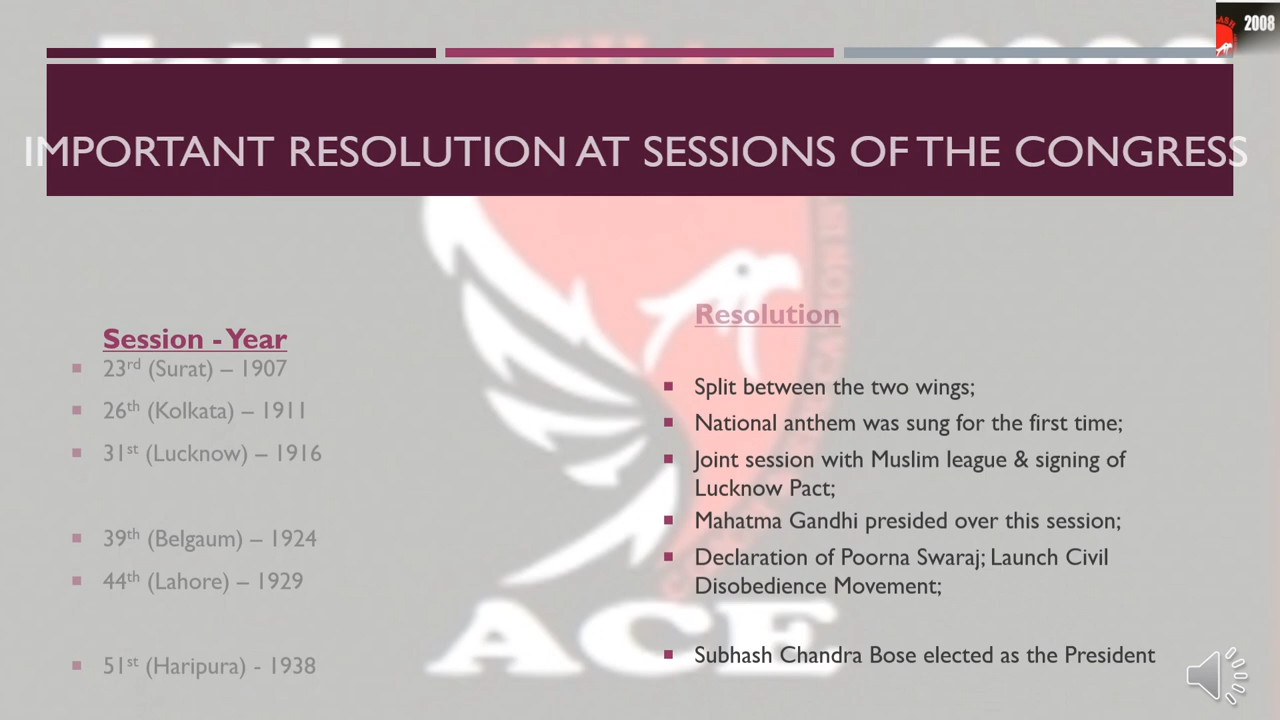 2008
IMPORTANT RESOLUTION AT SESSIONS OF THE CONGRESS
Session - Year
23rd (Surat) – 1907
26th (Kolkata) – 1911
31st (Lucknow) – 1916
39th (Belgaum) – 1924
44th (Lahore) – 1929
51st (Haripura) - 1938
Resolution
Split between the two wings;
National anthem was sung for the first time;
Joint session with Muslim league & signing of
Lucknow Pact;
Mahatma Gandhi presided over this session;
Declaration of Poorna Swaraj; Launch Civil
Disobedience Movement;
Subhash Chandra Bose elected as the President
ACE